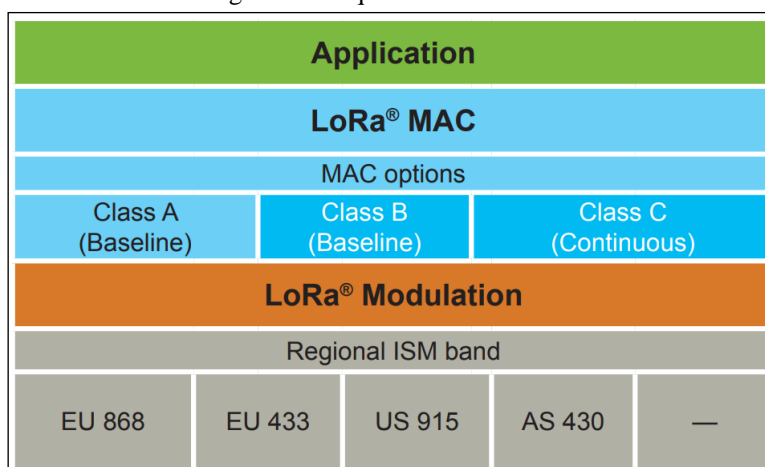 Application
LoRa® MAC
MAC options
Class A
(Baseline)
Class B
(Baseline)
Class C
(Continuous)
LoRa® Modulation
Regional ISM band
EU 868
EU 433
US 915
AS 430
—